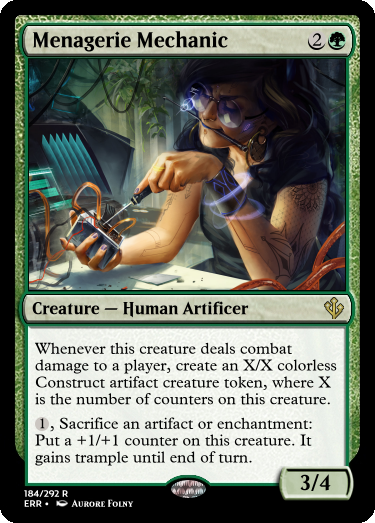 Menagerie Mechanic 2
Creature — Human Artificer
Whenever this creature deals combat
damage to a player, create an X/X colorless
Construct artifact creature token, where X
is the number of counters on this creature.
1, Sacrifice an artifact or enchantment:
Put a +1/+1 counter on this creature. It
gains trample until end of turn.
3/4
184/292 R
ERR • Aurore Folny